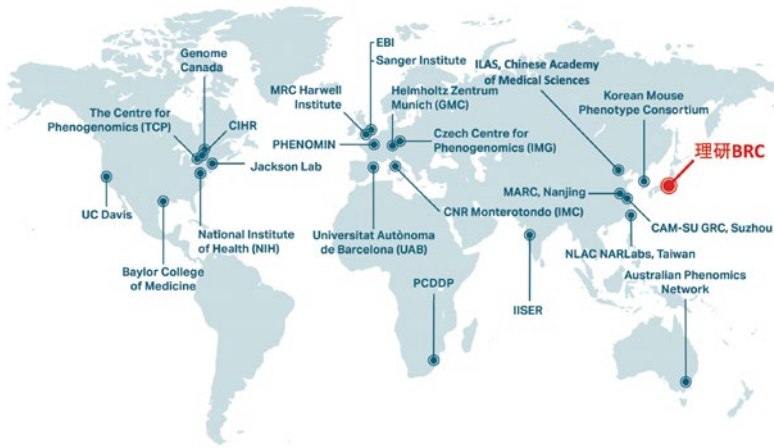 Genome
Canada
The Centre for
Phenogenomics (TCP)
CIHR
Jackson Lab
UC Davis
National Institute
of Health (NIH)
Baylor College
of Medicine
EBI
Sanger Institute
MRC Harwell
Institute
Helmholtz Zentrum
Munich (GMC)
PHENOMIN
Czech Centre for
Phenogenomics (IMG)
CNR Monterotondo (IMC)
Universitat Autònoma
de Barcelona (UAB)
PCDDP
ILAS, Chinese Academy
of Medical Sciences
Korean Mouse
Phenotype Consortium
理研BRC
MARC, Nanjing
CAM-SU GRC, Suzhou
NLAC NARLabs, Taiwan
IISER
Australian Phenomics
Network